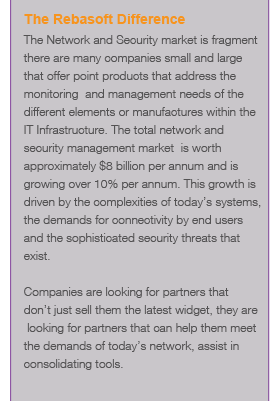 The Rebasoft Difference
The Network and Security market is fragment
there are many companies small and large
that offer point products that address the
monitoring  and management needs of the
different elements or manufactures within the
IT Infrastructure. The total network and
security management market  is worth
approximately $8 billion per annum and is
growing over 10% per annum. This growth is
driven by the complexities of today's systems,
the demands for connectivity by end users
and the sophisticated security threats that
exist.

Companies are looking for partners that
don't just sell them the latest widget, they are
looking for partners that can help them meet
the demands of today's network, assist in
consolidating tools.